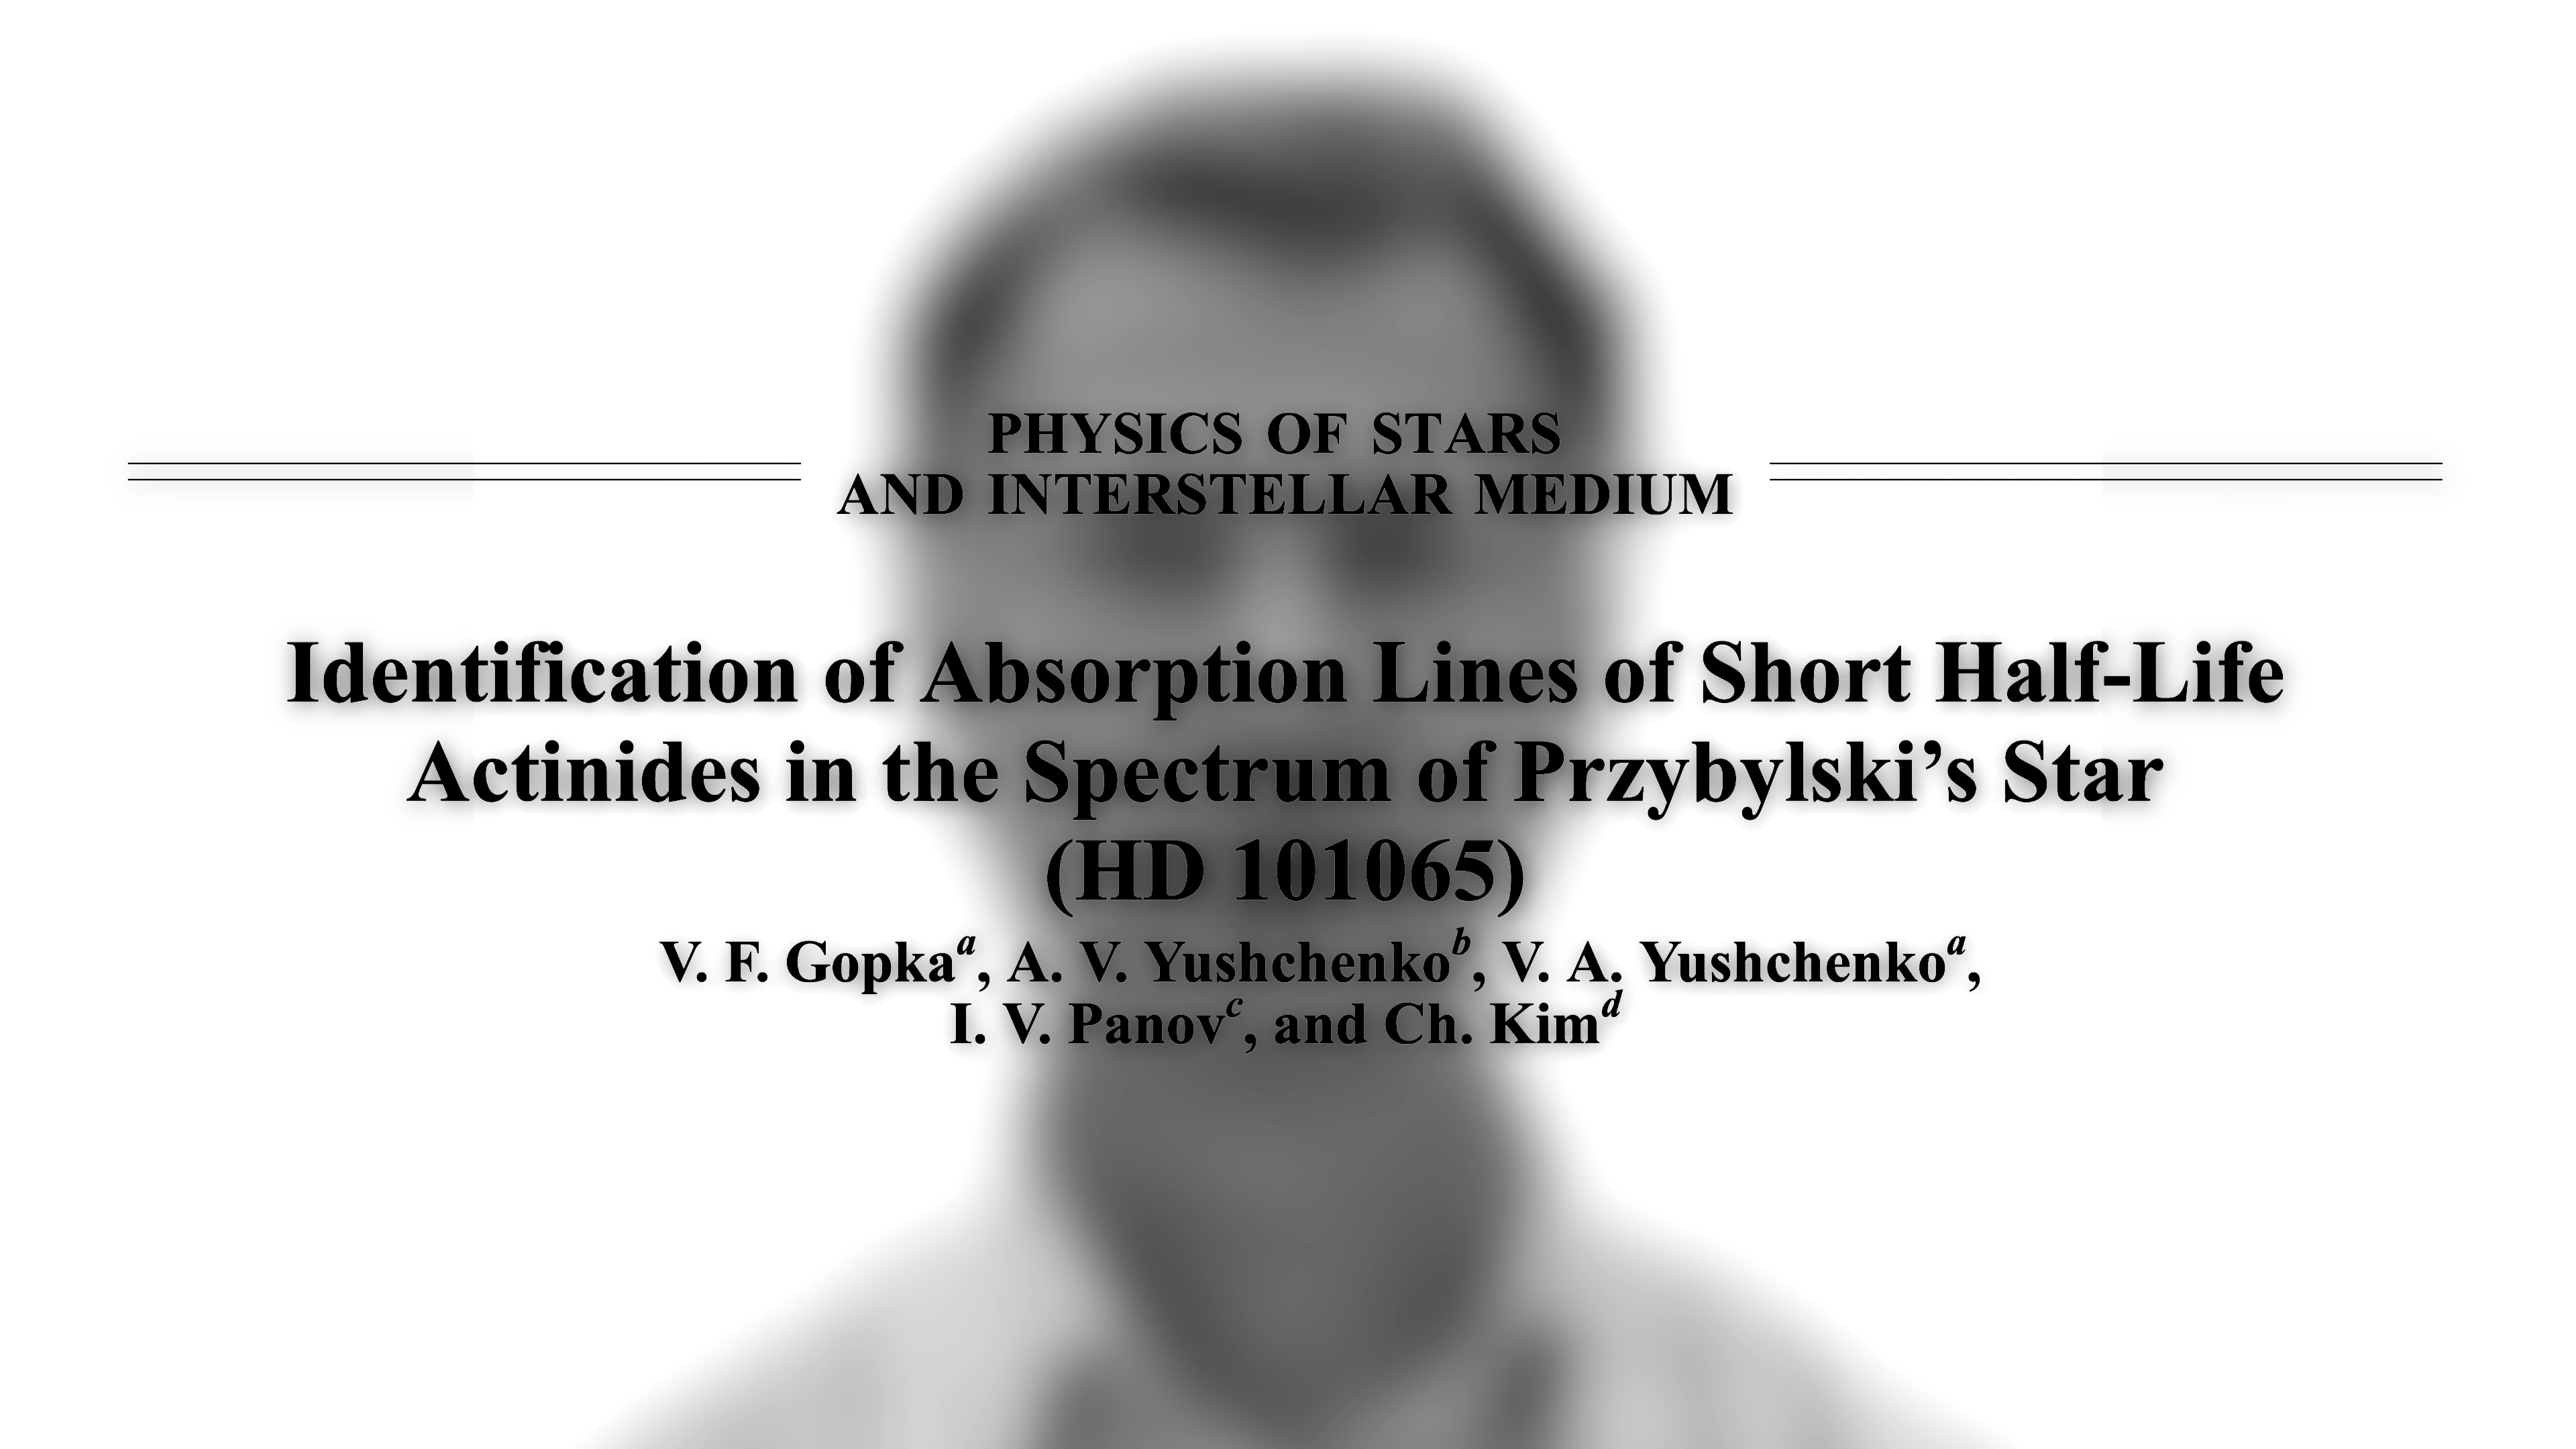 PHYSICS OF STARS
AND INTERSTELLAR MEDIUM
Identification of Absorption Lines of Short Half-Life
Actinides in the Spectrum of Przybylski’s Star
(HD 101065)
V. F. Gopkaᵃ, A. V. Yushchenkoᵇ, V. A. Yushchenkoᵃ,
I. V. Panovᶜ, and Ch. Kimᵈ